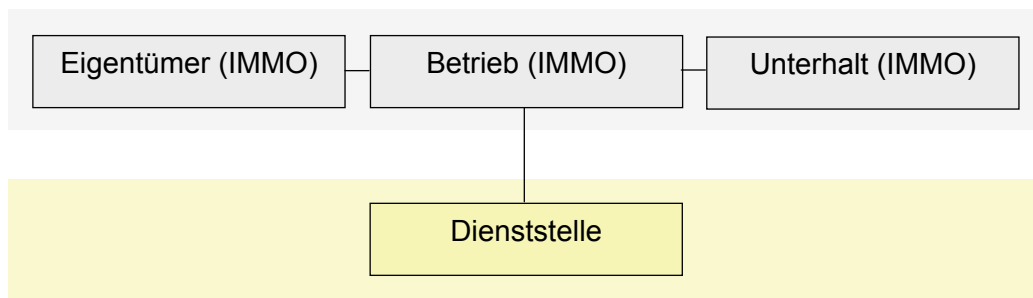 Eigentümer (IMMO)
Betrieb (IMMO)
Unterhalt (IMMO)
Dienststelle